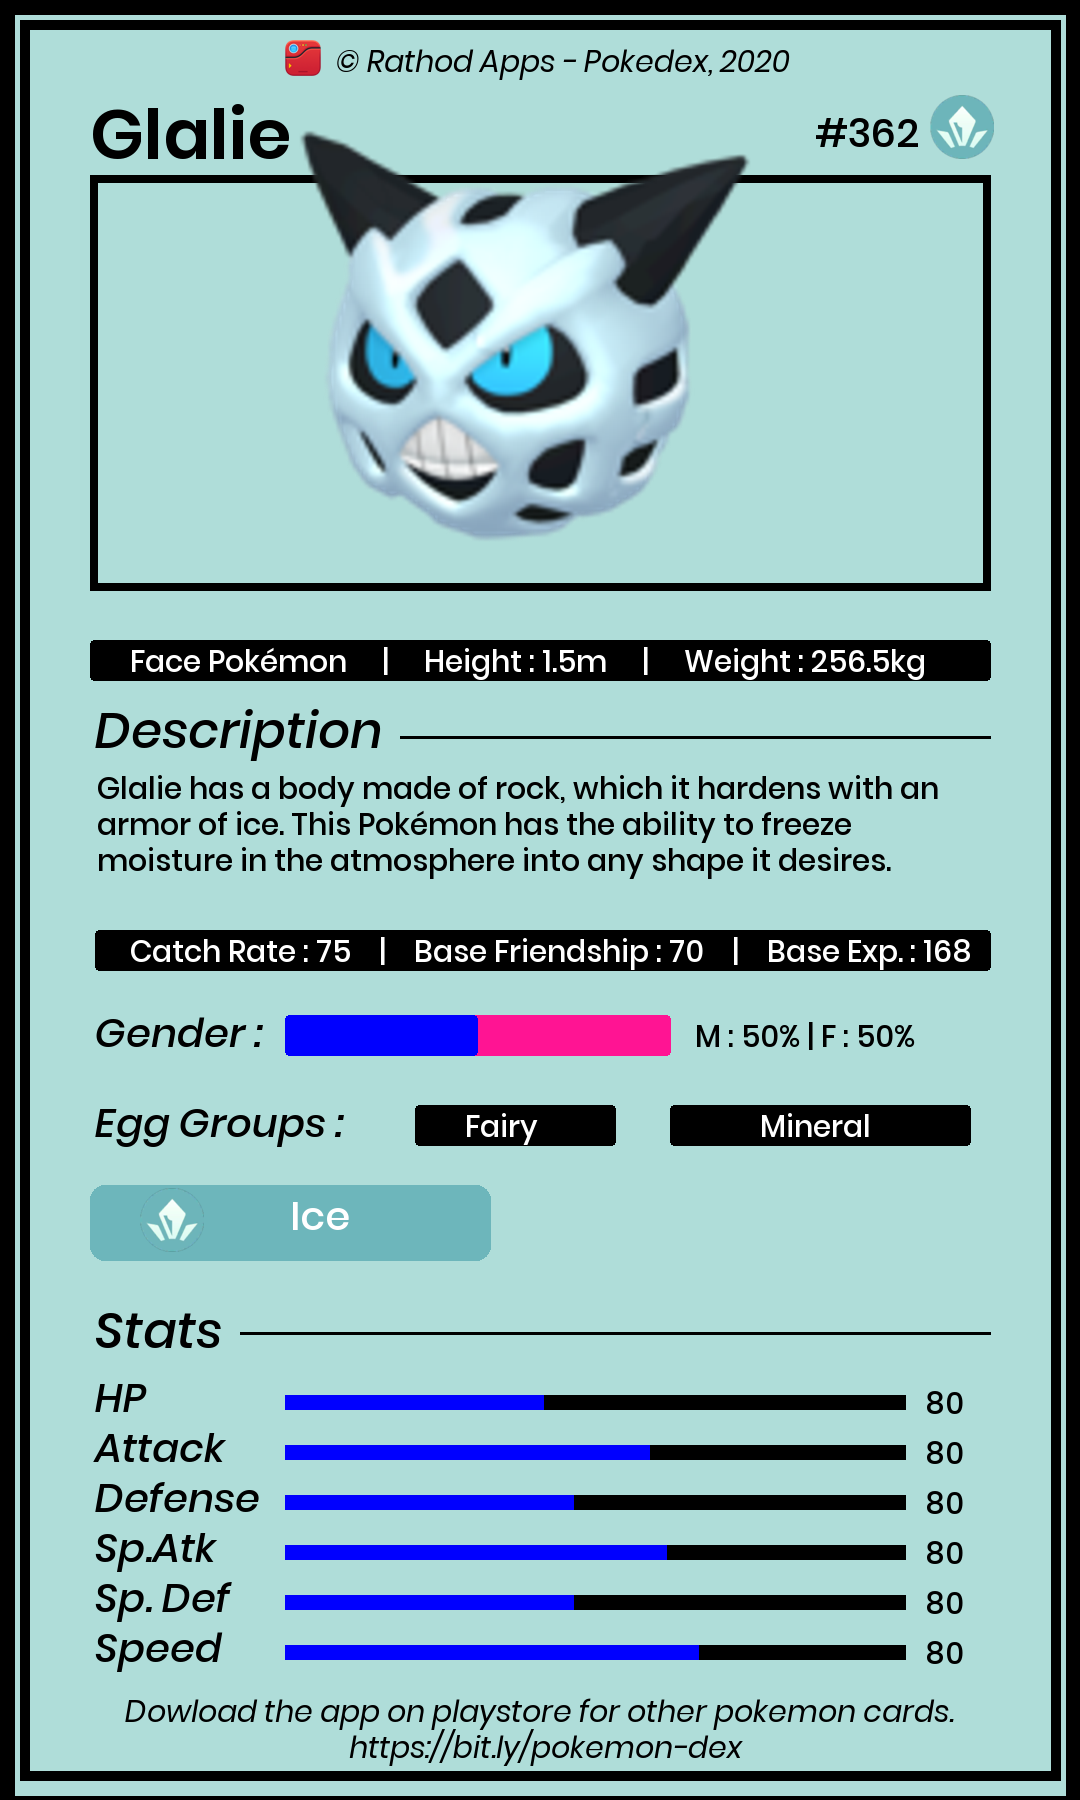 © Rathod Apps - Pokedex, 2020
Glalie
#362
Face Pokémon | Height : 1.5m | Weight : 256.5kg
Description
Glalie has a body made of rock, which it hardens with an
armor of ice. This Pokémon has the ability to freeze
moisture in the atmosphere into any shape it desires.
Catch Rate : 75 | Base Friendship : 70 | Base Exp. : 168
Gender : M : 50% | F : 50%
Egg Groups : Fairy Mineral
Ice
Stats
HP 80
Attack 80
Defense 80
Sp.Atk 80
Sp. Def 80
Speed 80
Dowload the app on playstore for other pokemon cards.
https://bit.ly/pokemon-dex